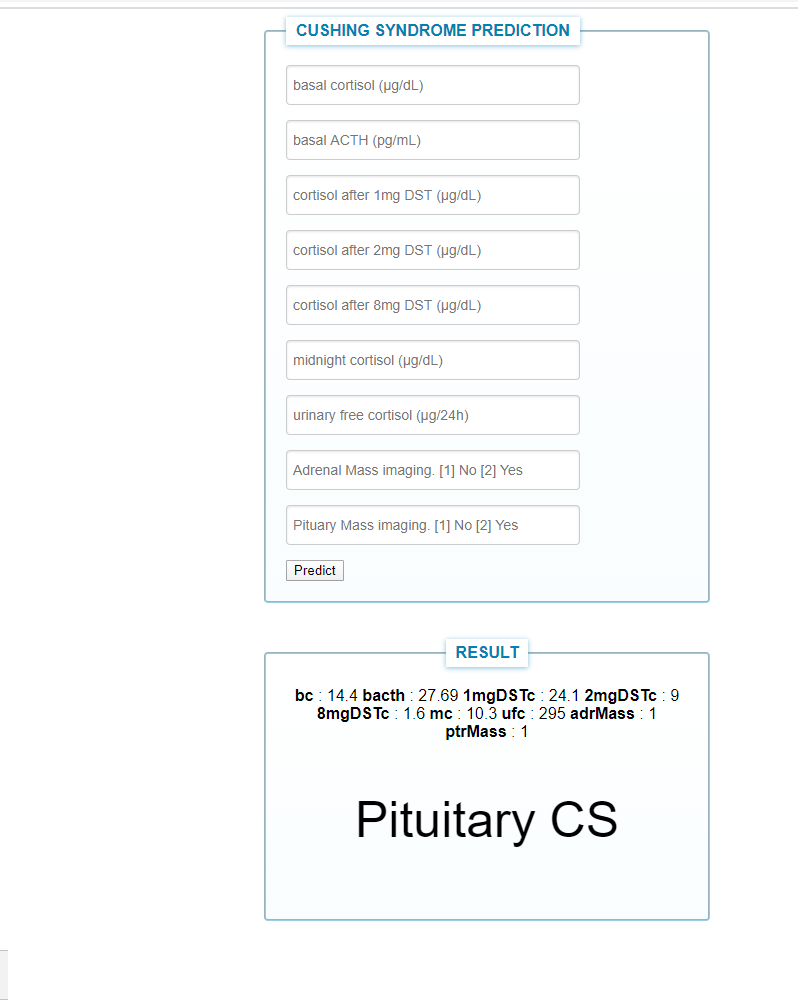 CUSHING SYNDROME PREDICTION
basal cortisol (µg/dL)
basal ACTH (pg/mL)
cortisol after 1mg DST (µg/dL)
cortisol after 2mg DST (µg/dL)
cortisol after 8mg DST (µg/dL)
midnight cortisol (µg/dL)
urinary free cortisol (µg/24h)
Adrenal Mass imaging. [1] No [2] Yes
Pituary Mass imaging. [1] No [2] Yes
Predict
RESULT
bc : 14.4 bacth : 27.69 1mgDSTc : 24.1 2mgDSTc : 9
8mgDSTc : 1.6 mc : 10.3 ufc : 295 adrMass : 1
ptrMass : 1
Pituitary CS